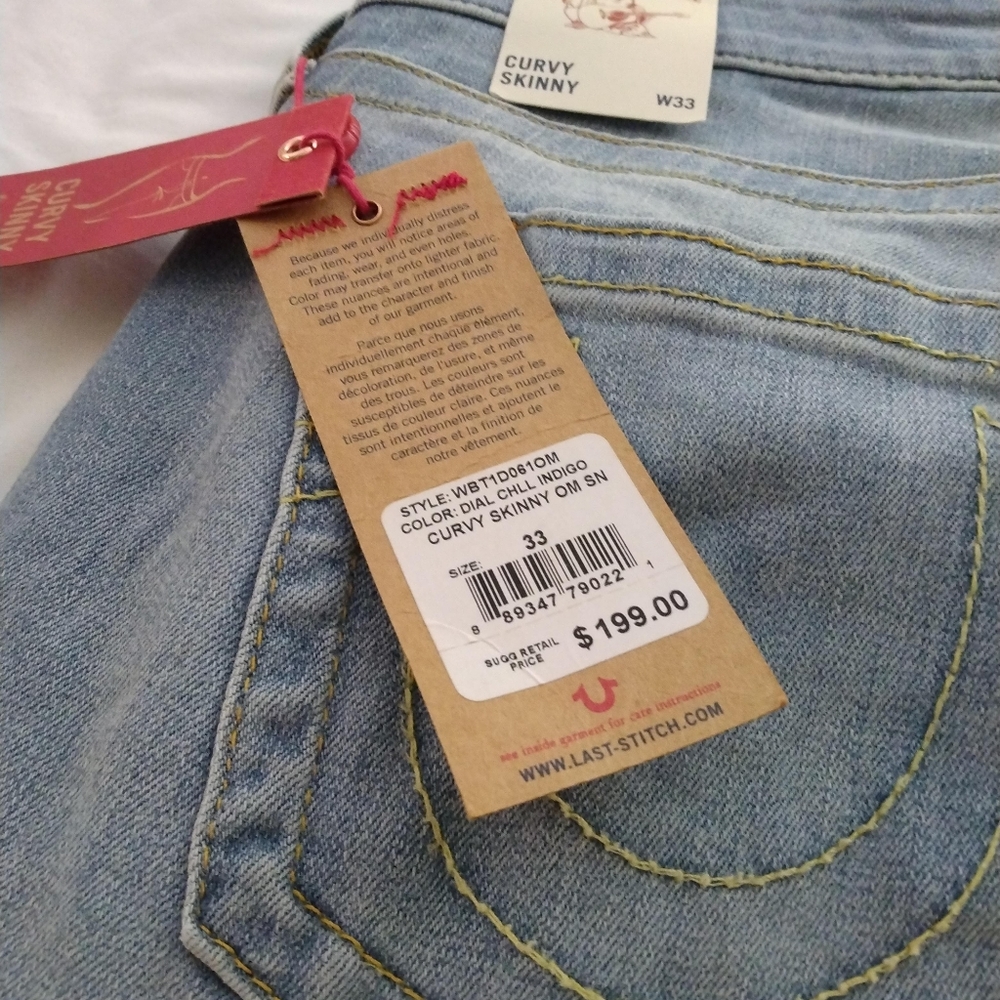 CURVY
SKINNY
W33
CURVY
SKINNY
Because we individually distress
each item, you will notice areas of
fading, wear, and even holes.
Color may transfer onto lighter fabric.
These nuances are intentional and
add to the character and finish
of our garment.
Parce que nous usons
individuellement chaque élément,
vous remarquerez des zones de
décoloration, de l'usure, et même
des trous. Les couleurs sont
susceptibles de déteindre sur les
tissus de couleur claire. Ces nuances
sont intentionnelles et ajoutent le
caractère et la finition de
notre vêtement.
STYLE: WBT1D061OM
COLOR: DIAL CHLL INDIGO
CURVY SKINNY OM SN
SIZE: 33
8 89347 79022 1
SUGG RETAIL
PRICE $199.00
see inside garment for care instructions
WWW.LAST-STITCH.COM